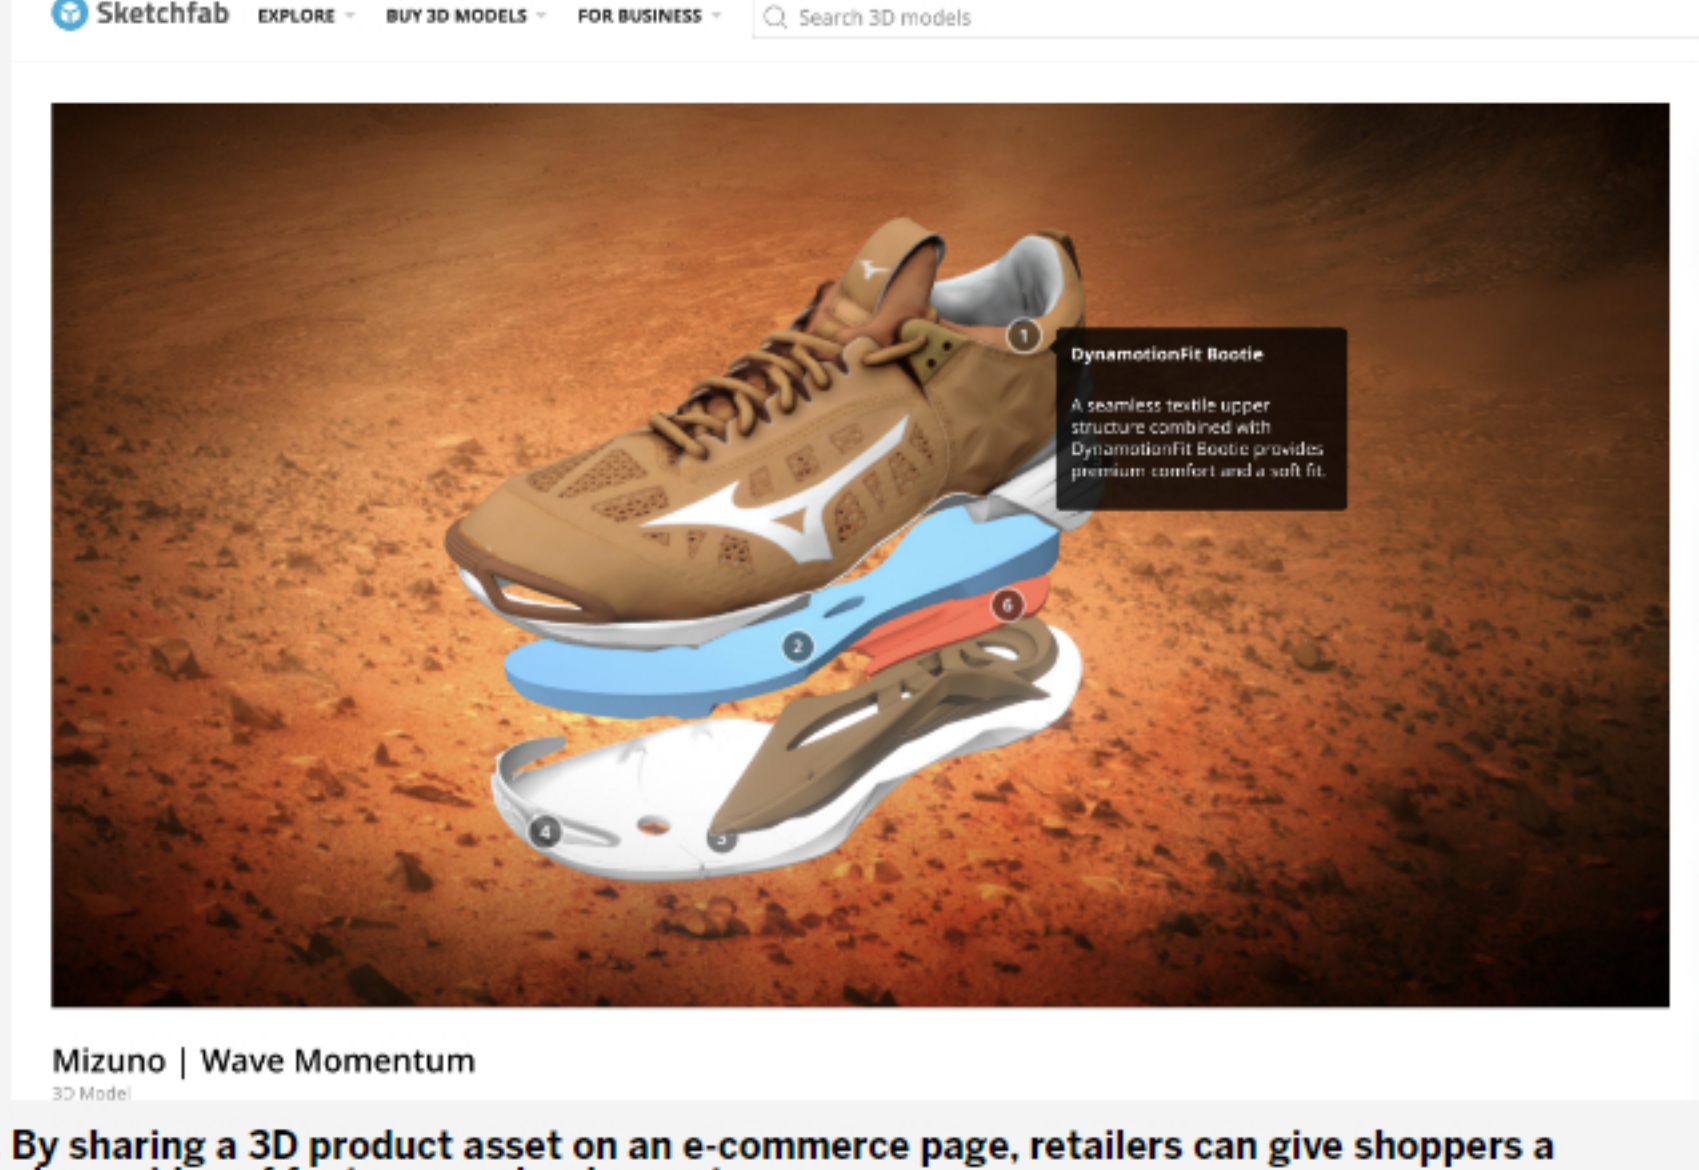 Sketchfab EXPLORE BUY 3D MODELS FOR BUSINESS Search 3D models
1
DynamotionFit Bootie
A seamless textile upper
structure combined with
DynamotionFit Bootie provides
premium comfort and a soft fit.
6
2
4
3
Mizuno | Wave Momentum
3D Model
By sharing a 3D product asset on an e-commerce page, retailers can give shoppers a